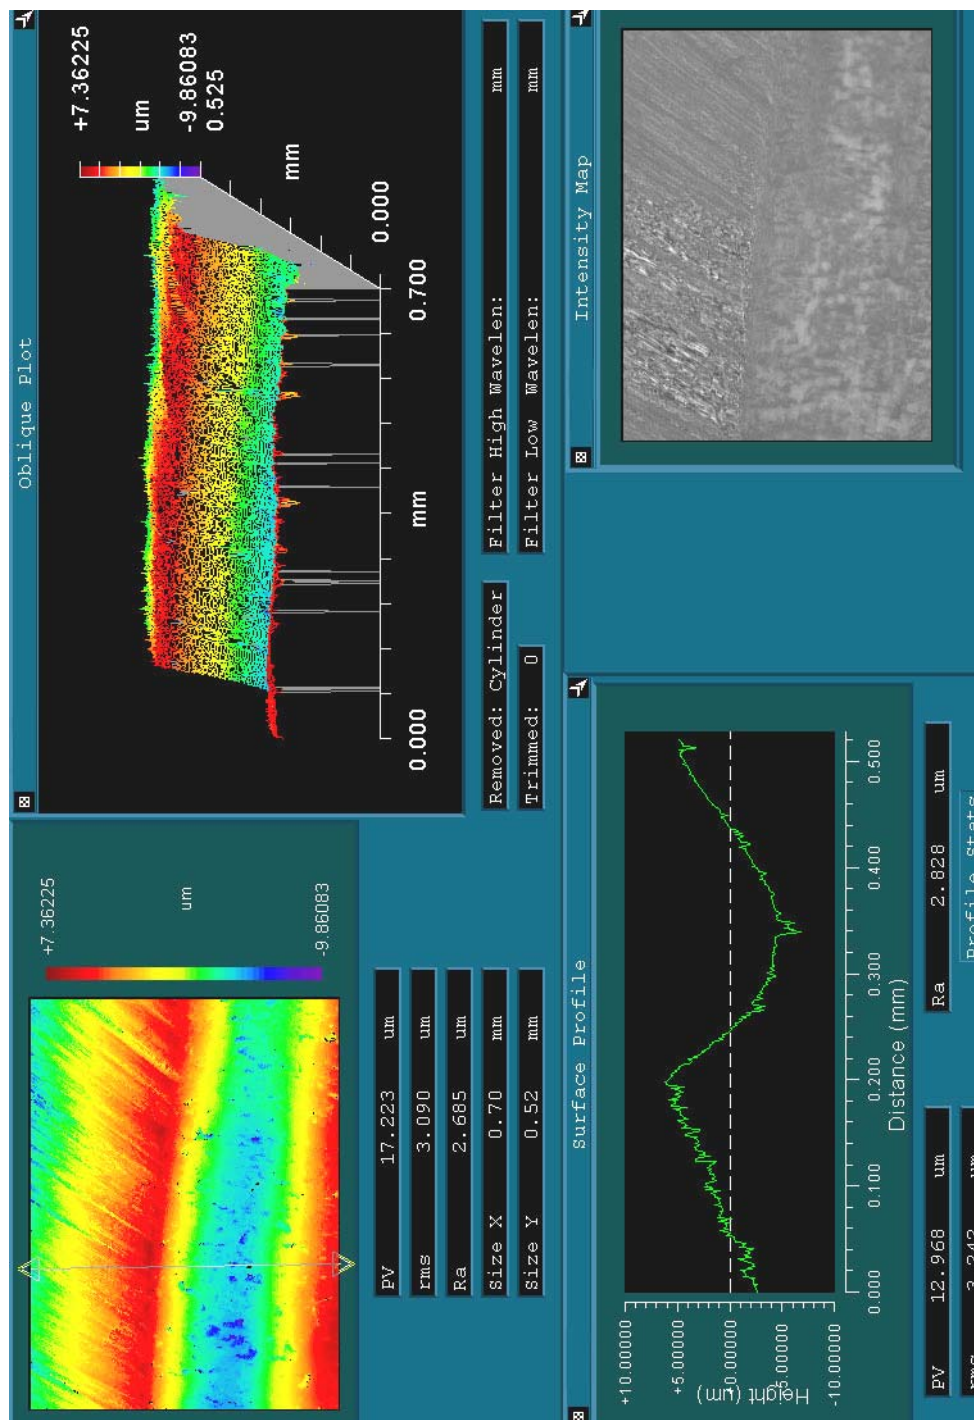 +7.36225
um
-9.86083
PV 17.223 um
rms 3.090 um
Ra 2.685 um
Size X 0.70 mm
Size Y 0.52 mm
Oblique Plot
+7.36225
um
-9.86083
0.525
mm
0.000
0.000
mm
0.700
Removed: Cylinder
Filter High Wavelen: mm
Trimmed: 0
Filter Low Wavelen: mm
Surface Profile
+10.00000
+5.00000
0.00000
5.00000
-10.00000
Height (um)
0.000
0.100
0.200
0.300
0.400
0.500
Distance (mm)
PV 12.968 um
Ra 2.828 um
rms um
Profile Stats
Intensity Map